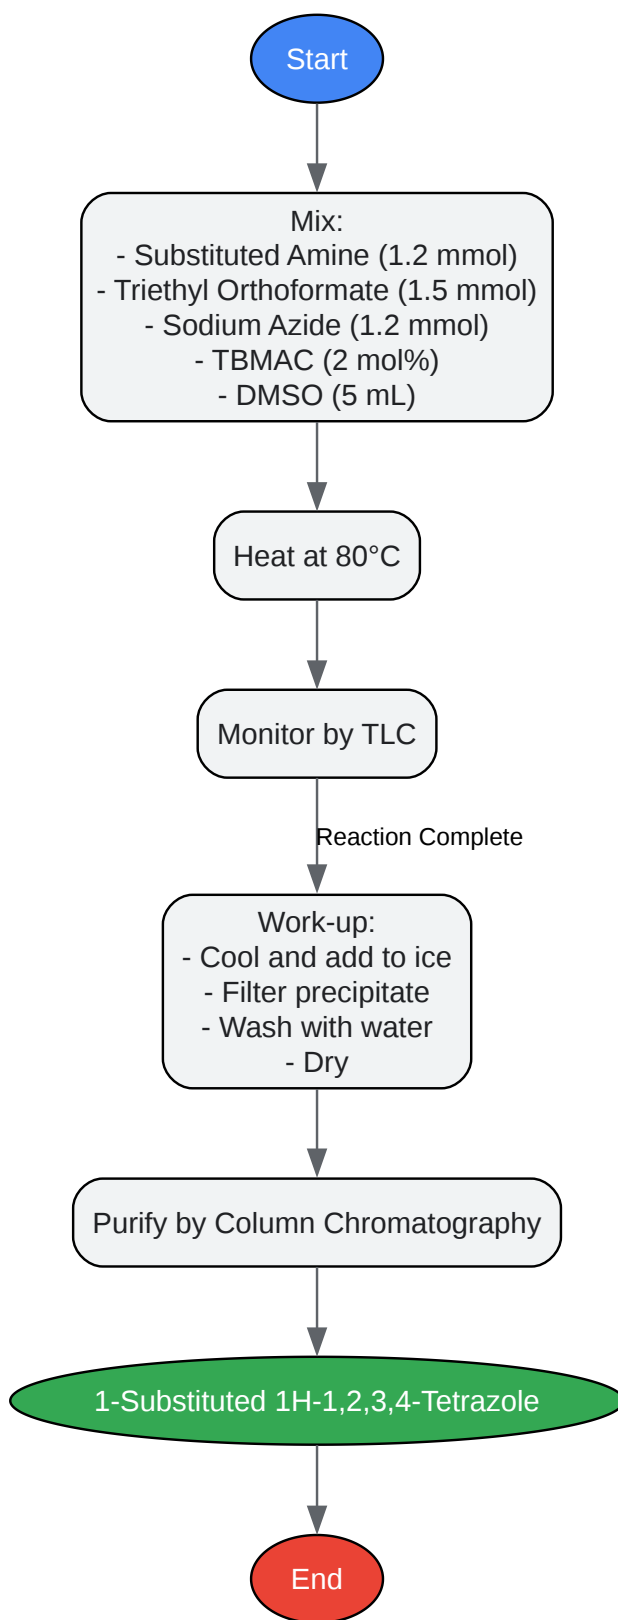 Start
Mix:
- Substituted Amine (1.2 mmol)
- Triethyl Orthoformate (1.5 mmol)
- Sodium Azide (1.2 mmol)
- TBMAC (2 mol%)
- DMSO (5 mL)
Heat at 80°C
Monitor by TLC
Reaction Complete
Work-up:
- Cool and add to ice
- Filter precipitate
- Wash with water
- Dry
Purify by Column Chromatography
1-Substituted 1H-1,2,3,4-Tetrazole
End